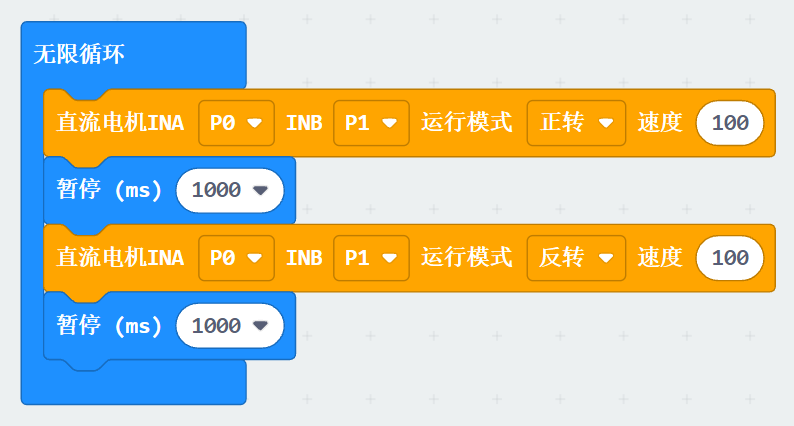 无限循环
直流电机INA P0 INB P1 运行模式 正转 速度 100
暂停 (ms) 1000
直流电机INA P0 INB P1 运行模式 反转 速度 100
暂停 (ms) 1000